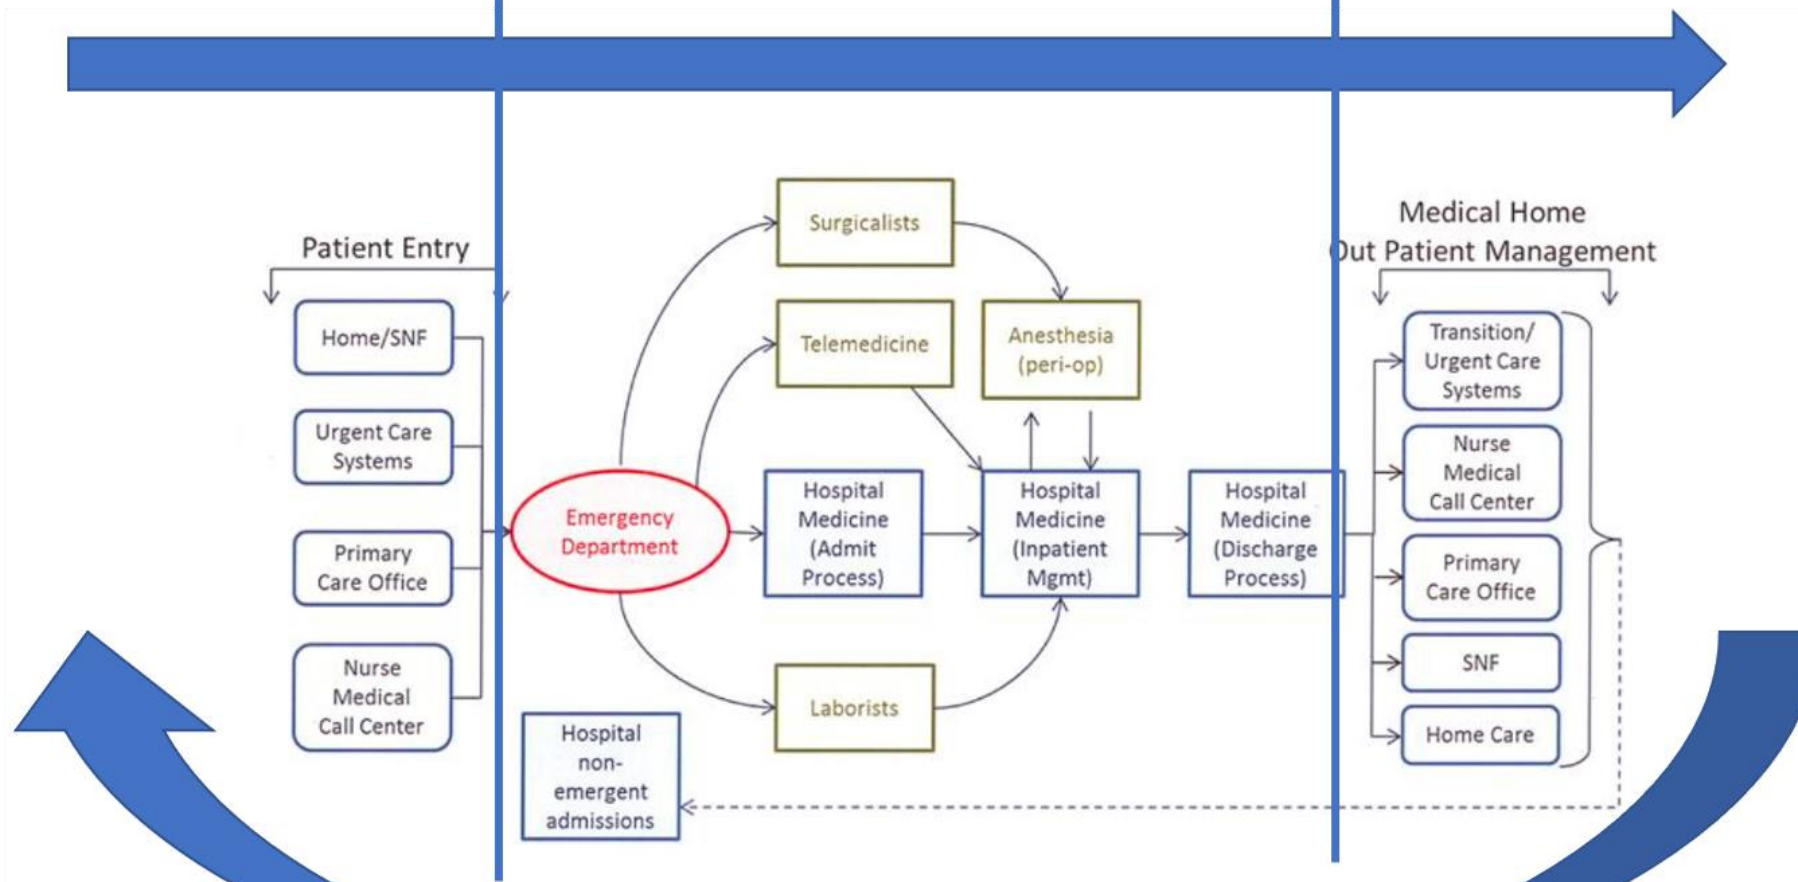 Patient Entry
Home/SNF
Urgent Care
Systems
Primary
Care Office
Nurse
Medical
Call Center
Emergency
Department
Surgicalists
Telemedicine
Anesthesia
(peri-op)
Hospital
Medicine
(Admit
Process)
Hospital
Medicine
(Inpatient
Mgmt)
Hospital
Medicine
(Discharge
Process)
Laborists
Hospital
non-
emergent
admissions
Medical Home
Out Patient Management
Transition/
Urgent Care
Systems
Nurse
Medical
Call Center
Primary
Care Office
SNF
Home Care